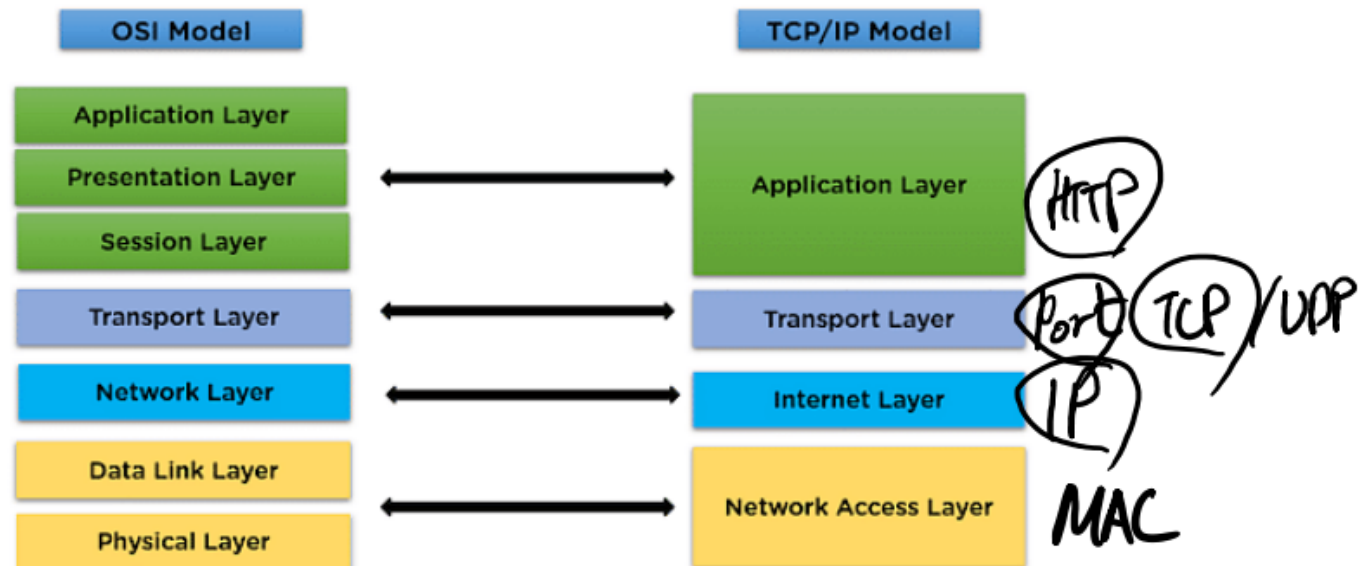 OSI Model
TCP/IP Model
Application Layer
Presentation Layer
Session Layer
Transport Layer
Network Layer
Data Link Layer
Physical Layer
Application Layer
HTTP
Transport Layer
Port TCP/UDP
Internet Layer
IP
Network Access Layer
MAC